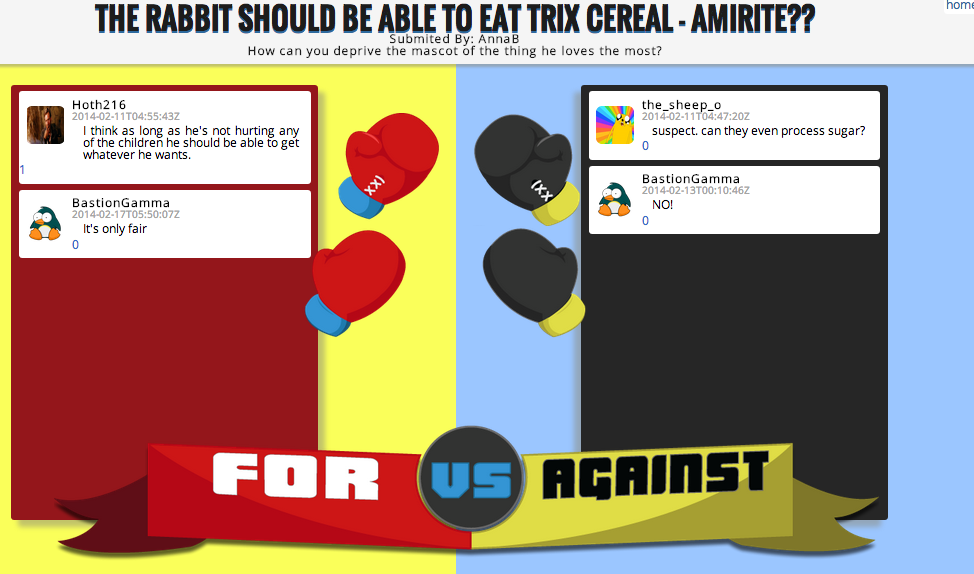 home
THE RABBIT SHOULD BE ABLE TO EAT TRIX CEREAL - AMIRITE??
Submited By: AnnaB
How can you deprive the mascot of the thing he loves the most?
Hoth216
2014-02-11T04:55:43Z
I think as long as he's not hurting any
of the children he should be able to get
whatever he wants.
1
BastionGamma
2014-02-17T05:50:07Z
It's only fair
0
the_sheep_o
2014-02-11T04:47:20Z
suspect. can they even process sugar?
0
BastionGamma
2014-02-13T00:10:46Z
NO!
0
FOR VS AGAINST